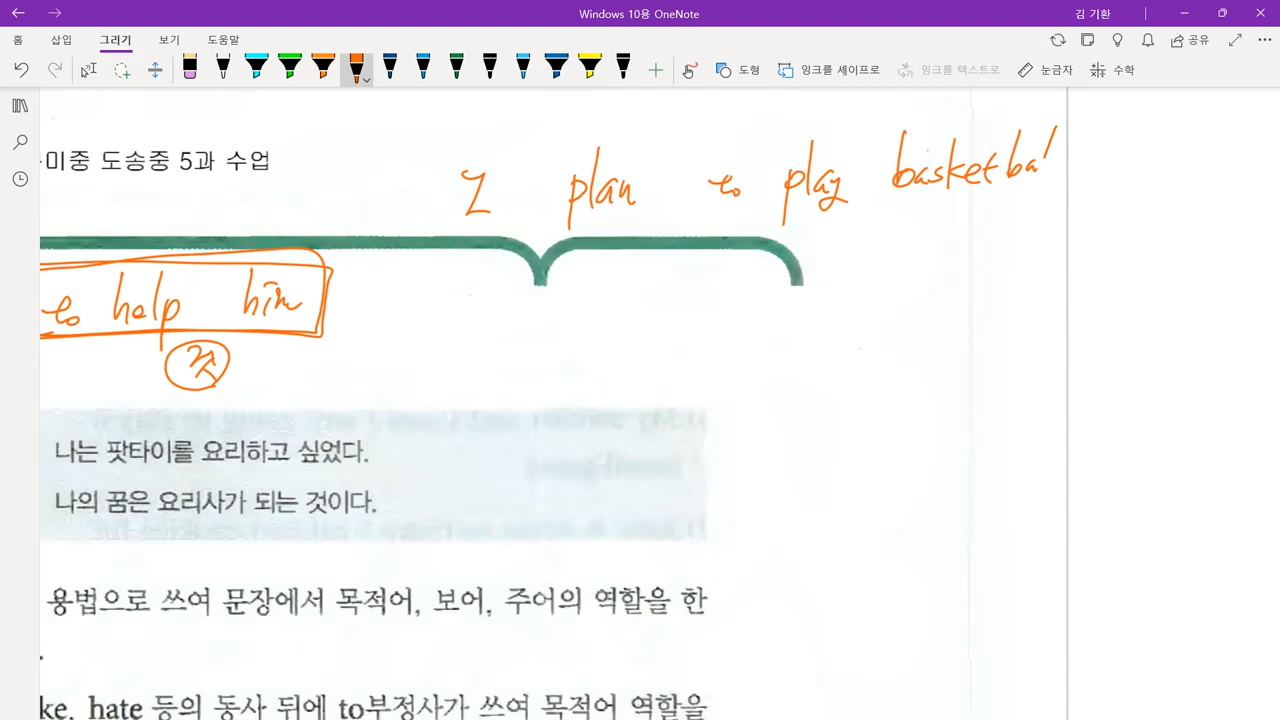 Windows 10용 OneNote
김 기환
홈 삽입 그리기 보기 도움말
공유
도형 잉크를 셰이프로 잉크를 텍스트로 눈금자 수학
미중 도송중 5과 수업
I plan to play basketball
to help him
것
나는 팟타이를 요리하고 싶었다.
나의 꿈은 요리사가 되는 것이다.
용법으로 쓰여 문장에서 목적어, 보어, 주어의 역할을 한
ke, hate 등의 동사 뒤에 to부정사가 쓰여 목적어 역할을